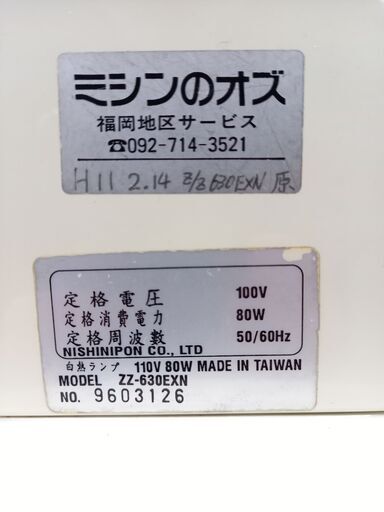 ミシンのオズ
福岡地区サービス
☎092-714-3521
H11 2.14 Z/Z 630EXN 原
定格電圧 100V
定格消費電力 80W
定格周波数 50/60Hz
NISHINIPON CO., LTD
白熱ランプ 110V 80W MADE IN TAIWAN
MODEL ZZ-630EXN
NO. 9603126